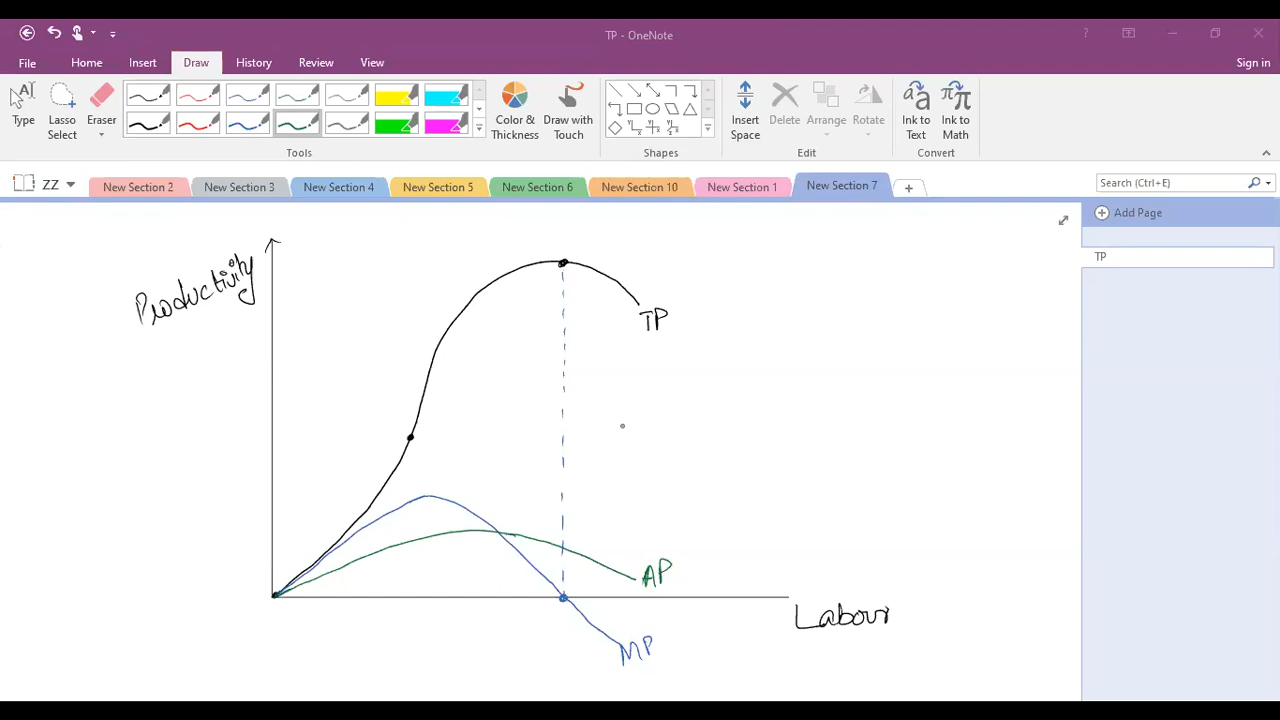 TP - OneNote
?
File Home Insert Draw History Review View Sign in
Type
Lasso Select
Eraser
Color & Thickness
Draw with Touch
Insert Space
Delete
Arrange
Rotate
Ink to Text
Ink to Math
Tools Shapes Edit Convert
ZZ New Section 2 New Section 3 New Section 4 New Section 5 New Section 6 New Section 10 New Section 1 New Section 7 Search (Ctrl+E)
Add Page
TP
Productivity
TP
AP
Labour
MP